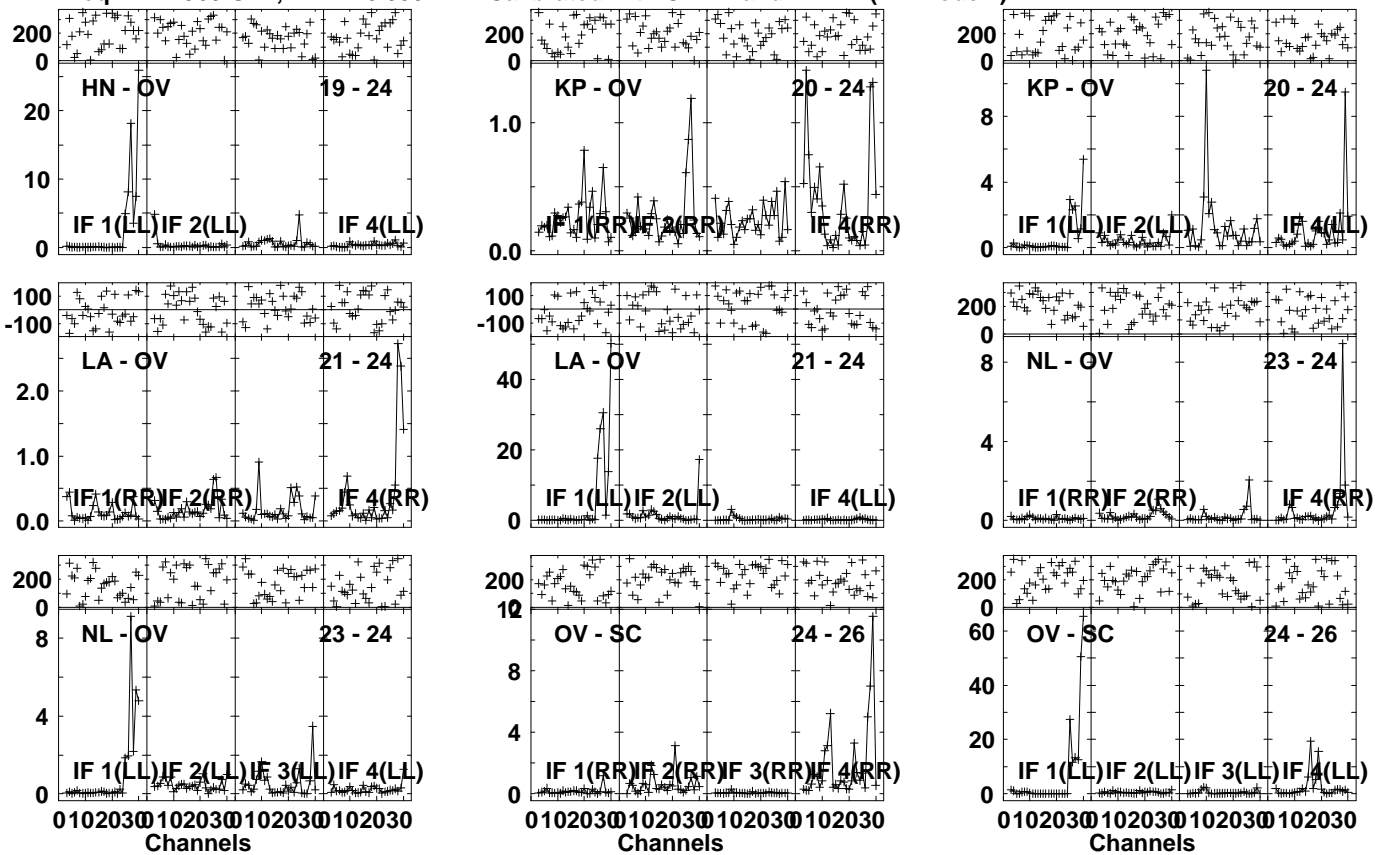 200
0
200
0
200
0
HN - OV
19 - 24
KP - OV
20 - 24
KP - OV
20 - 24
20
10
0
1.0
0.0
8
4
0
IF 1(LL)
IF 2(LL)
IF 4(LL)
IF 1(RR)
IF 2(RR)
IF 4(RR)
IF 1(LL)
IF 2(LL)
IF 4(LL)
100
-100
100
-100
200
0
LA - OV
21 - 24
LA - OV
21 - 24
NL - OV
23 - 24
2.0
1.0
0.0
40
20
0
8
4
0
IF 1(RR)
IF 2(RR)
IF 4(RR)
IF 1(LL)
IF 2(LL)
IF 4(LL)
IF 1(RR)
IF 2(RR)
IF 4(RR)
200
0
200
0
200
0
NL - OV
23 - 24
OV - SC
24 - 26
OV - SC
24 - 26
8
4
0
12
8
4
0
60
40
20
0
IF 1(LL)
IF 2(LL)
IF 3(LL)
IF 4(LL)
IF 1(RR)
IF 2(RR)
IF 3(RR)
IF 4(RR)
IF 1(LL)
IF 2(LL)
IF 3(LL)
IF 4(LL)
0102030 0102030
0102030 0102030
0102030 0102030
Channels
Channels
Channels